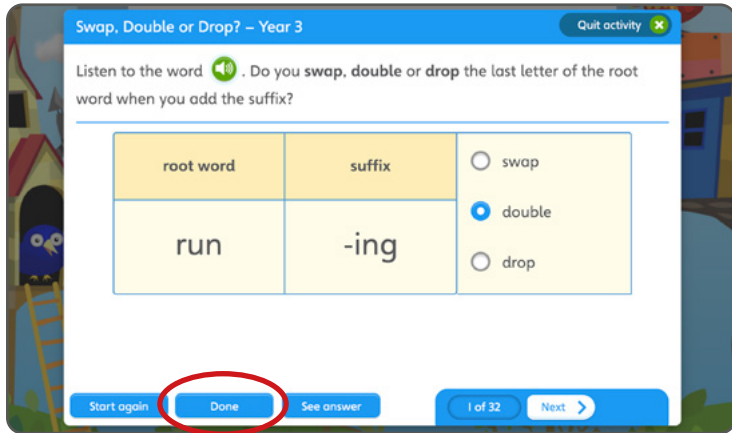 Swap, Double or Drop? – Year 3
Quit activity
Listen to the word . Do you swap, double or drop the last letter of the root
word when you add the suffix?
root word
suffix
swap
double
drop
run
-ing
Start again
Done
See answer
1 of 32
Next